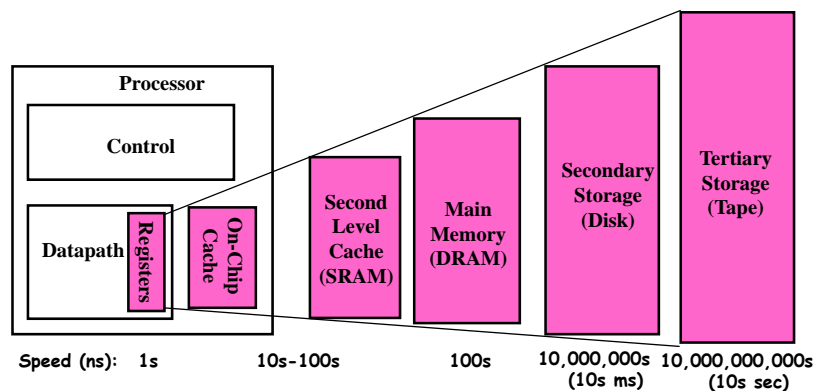 Processor
Control
Datapath
Registers
On-Chip
Cache
Second
Level
Cache
(SRAM)
Main
Memory
(DRAM)
Secondary
Storage
(Disk)
Tertiary
Storage
(Tape)
Speed (ns): 1s 10s-100s 100s 10,000,000s 10,000,000,000s
(10s ms) (10s sec)